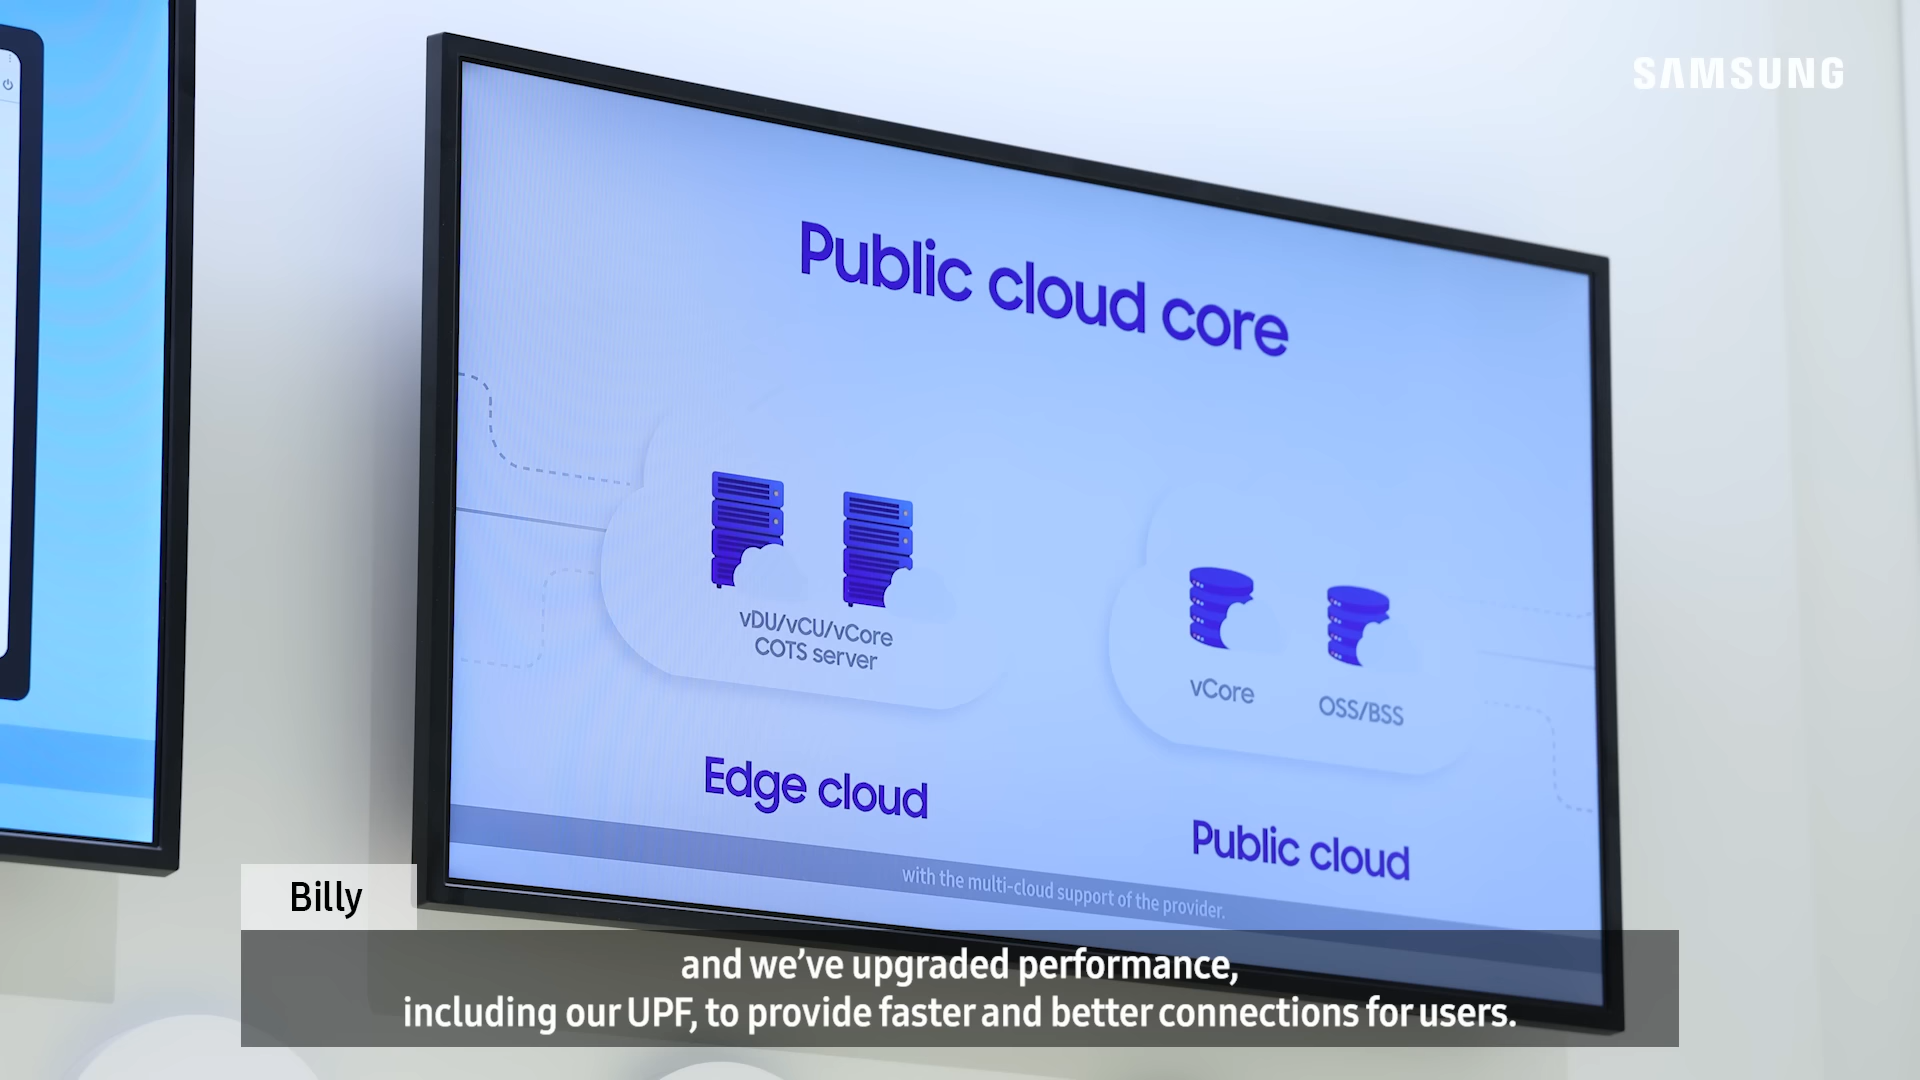 SAMSUNG
Public cloud core
vDU/vCU/vCore
COTS server
vCore
OSS/BSS
Edge cloud
Public cloud
with the multi-cloud support of the provider.
Billy
and we've upgraded performance,
including our UPF, to provide faster and better connections for users.